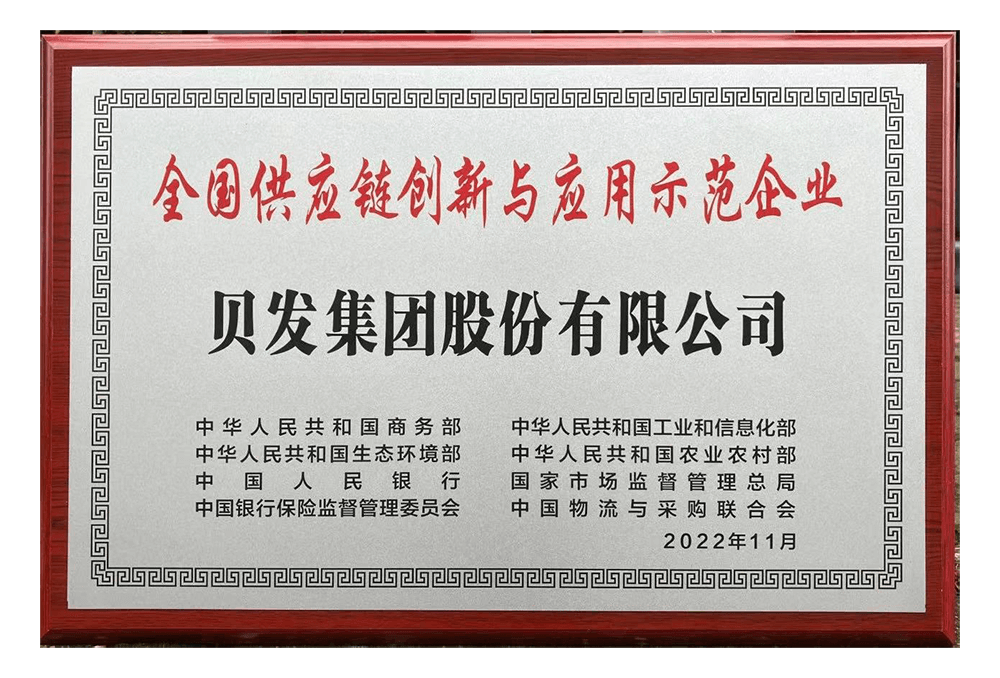 全国供应链创新与应用示范企业
贝发集团股份有限公司
中华人民共和国商务部
中华人民共和国工业和信息化部
中华人民共和国生态环境部
中华人民共和国农业农村部
中国人民银行
国家市场监督管理总局
中国银行保险监督管理委员会
中国物流与采购联合会
2022年11月